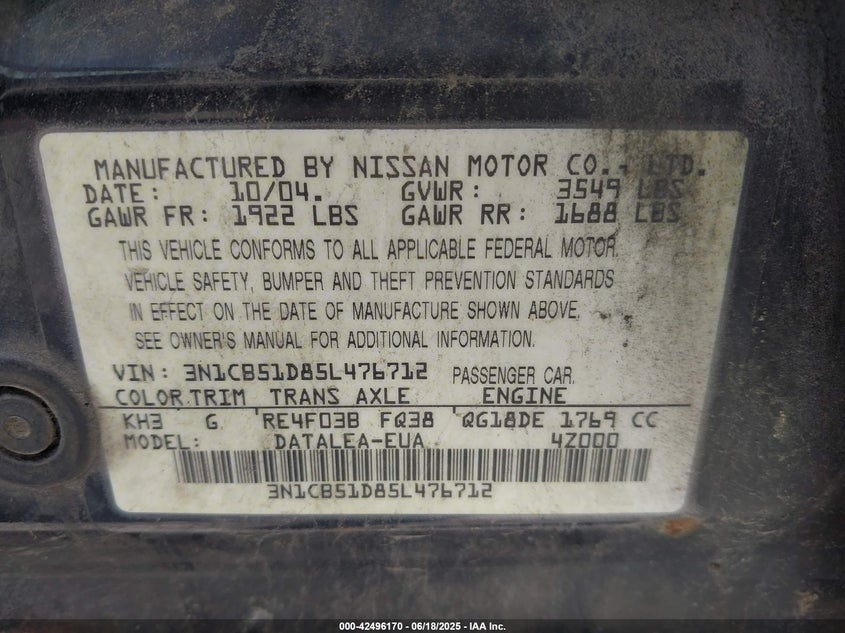 MANUFACTURED BY NISSAN MOTOR CO., LTD.
DATE: 10/04. GVWR: 3549 LBS
GAWR FR: 1922 LBS GAWR RR: 1688 LBS
THIS VEHICLE CONFORMS TO ALL APPLICABLE FEDERAL MOTOR
VEHICLE SAFETY, BUMPER AND THEFT PREVENTION STANDARDS
IN EFFECT ON THE DATE OF MANUFACTURE SHOWN ABOVE.
SEE OWNER'S MANUAL FOR ADDITIONAL INFORMATION.
VIN: 3N1CB51D85L476712 PASSENGER CAR.
COLOR TRIM TRANS AXLE ENGINE
KH3 G RE4F03B FQ38 QG18DE 1769 CC
MODEL: DATALEA-EUA 4Z000
3N1CB51D85L476712
000-42496170 - 06/18/2025 - IAA Inc.